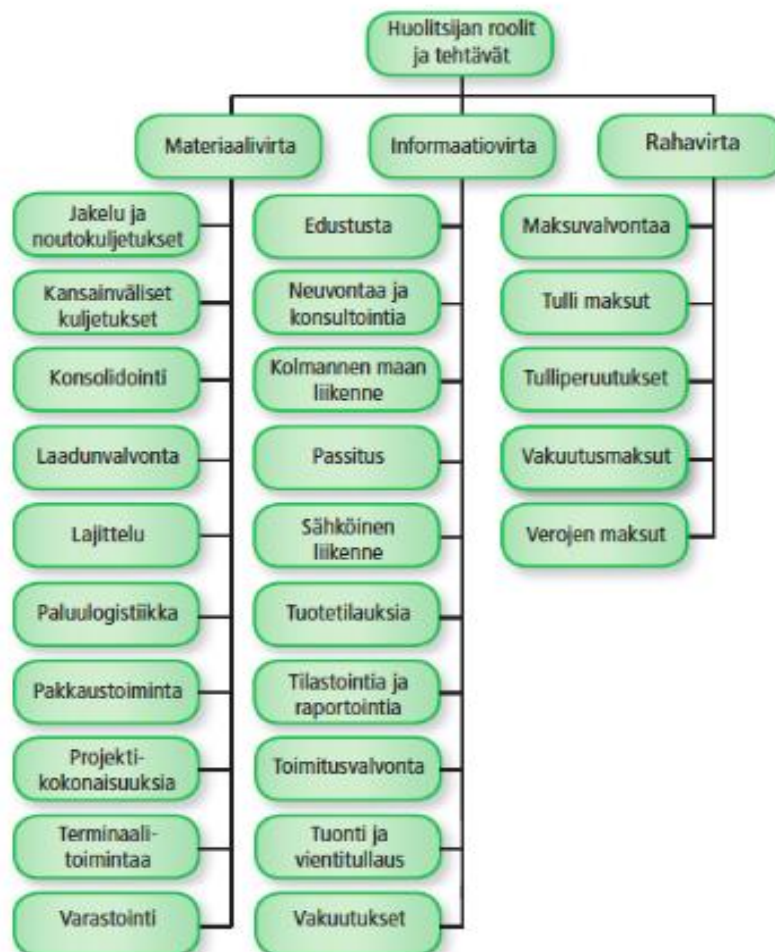 Huolitsijan roolit
ja tehtävät
Materiaalivirta
Informaatiovirta
Rahavirta
Jakelu ja
noutokuljetukset
Kansainväliset
kuljetukset
Konsolidointi
Laadunvalvonta
Lajittelu
Paluulogistiikka
Pakkaustoiminta
Projekti-
kokonaisuuksia
Terminaali-
toimintaa
Varastointi
Edustusta
Neuvontaa ja
konsultointia
Kolmannen maan
liikenne
Passitus
Sähköinen
liikenne
Tuotetilauksia
Tilastointia ja
raportointia
Toimitusvalvonta
Tuonti ja
vientitullaus
Vakuutukset
Maksuvalvontaa
Tulli maksut
Tulliperuutukset
Vakuutusmaksut
Verojen maksut